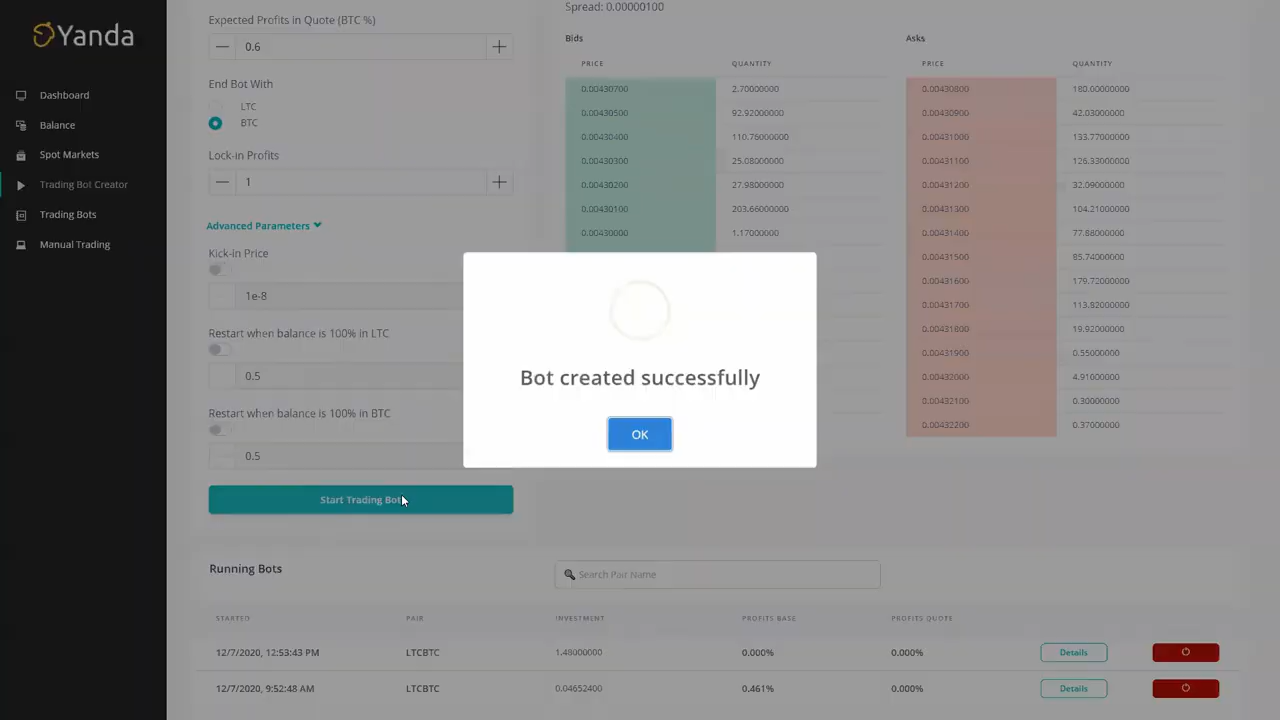 Yanda
Dashboard
Balance
Spot Markets
Trading Bot Creator
Trading Bots
Manual Trading
Expected Profits in Quote (BTC %)
0.6
End Bot With
LTC
BTC
Lock-in Profits
1
Advanced Parameters
Kick-In Price
1e-8
Restart when balance is 100% in LTC
0.5
Restart when balance is 100% in BTC
0.5
Start Trading Bot
Spread: 0.00000100
Bids
PRICE QUANTITY
0.00430700 2.70000000
0.00430500 92.92000000
0.00430400 110.76000000
0.00430300 25.08000000
0.00430200 27.98000000
0.00430100 203.66000000
0.00430000 1.17000000
Asks
PRICE QUANTITY
0.00430800 180.60000000
0.00430900 42.03000000
0.00431000 133.77000000
0.00431100 126.33000000
0.00431200 32.09000000
0.00431300 104.21000000
0.00431400 77.88000000
0.00431500 85.74000000
0.00431600 179.72000000
0.00431700 113.82000000
0.00431800 19.92000000
0.00431900 0.55000000
0.00432000 4.91000000
0.00432100 0.30000000
0.00432200 0.37000000
Bot created successfully
OK
Running Bots
Search Pair Name
STARTED PAIR INVESTMENT PROFITS BASE PROFITS QUOTE
12/7/2020, 12:53:43 PM LTCBTC 1.48000000 0.000% 0.000% Details
12/7/2020, 9:52:48 AM LTCBTC 0.04652400 0.461% 0.000% Details